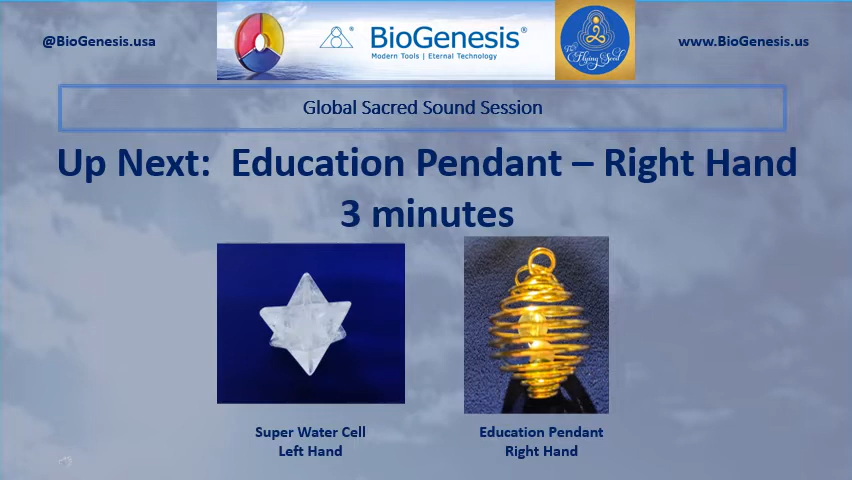 @BioGenesis.usa
BioGenesis®
Modern Tools | Eternal Technology
The
Flying Seed
www.BioGenesis.us
Global Sacred Sound Session
Up Next: Education Pendant – Right Hand
3 minutes
Super Water Cell
Left Hand
Education Pendant
Right Hand